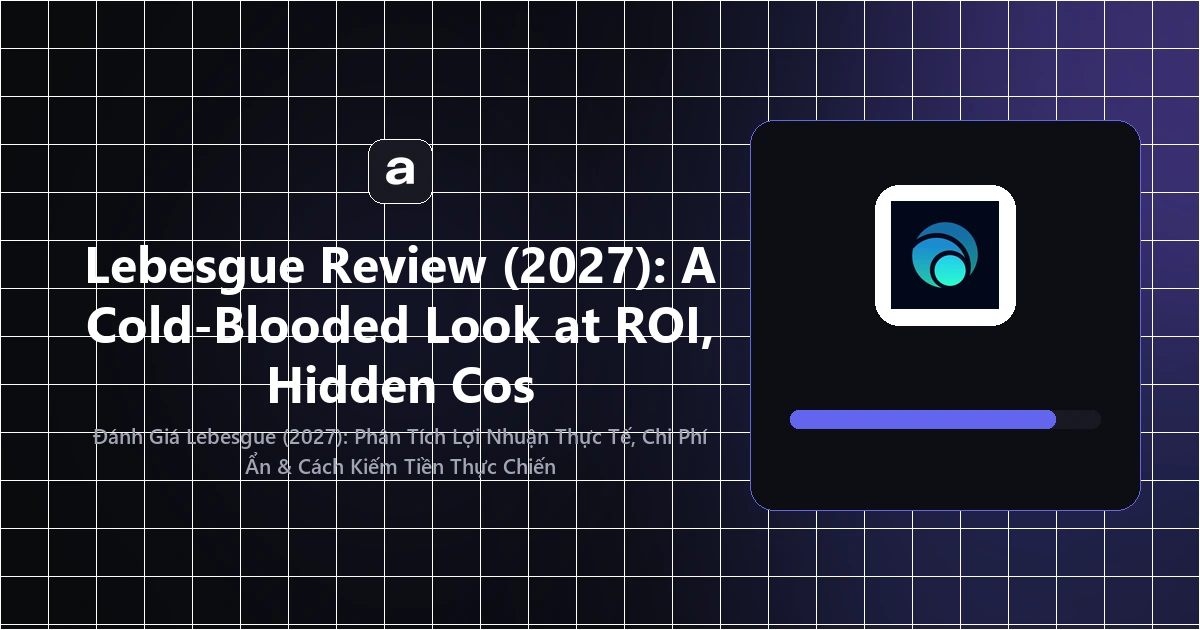 a
Lebesgue Review (2027): A
Cold-Blooded Look at ROI,
Hidden Cos
Đánh Giá Lebesgue (2027): Phân Tích Lợi Nhuận Thực Tế, Chi Phí
Ẩn & Cách Kiếm Tiền Thực Chiến